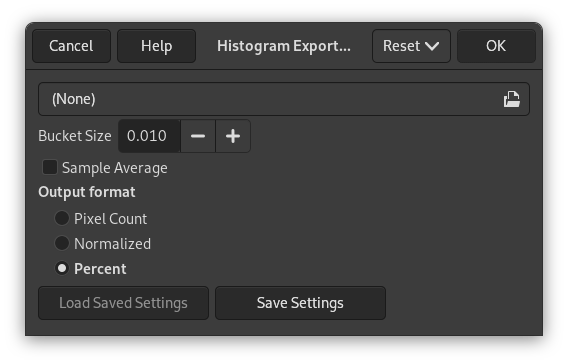 Cancel Help Histogram Export... Reset OK
(None)
Bucket Size 0.010
Sample Average
Output format
Pixel Count
Normalized
Percent
Load Saved Settings Save Settings